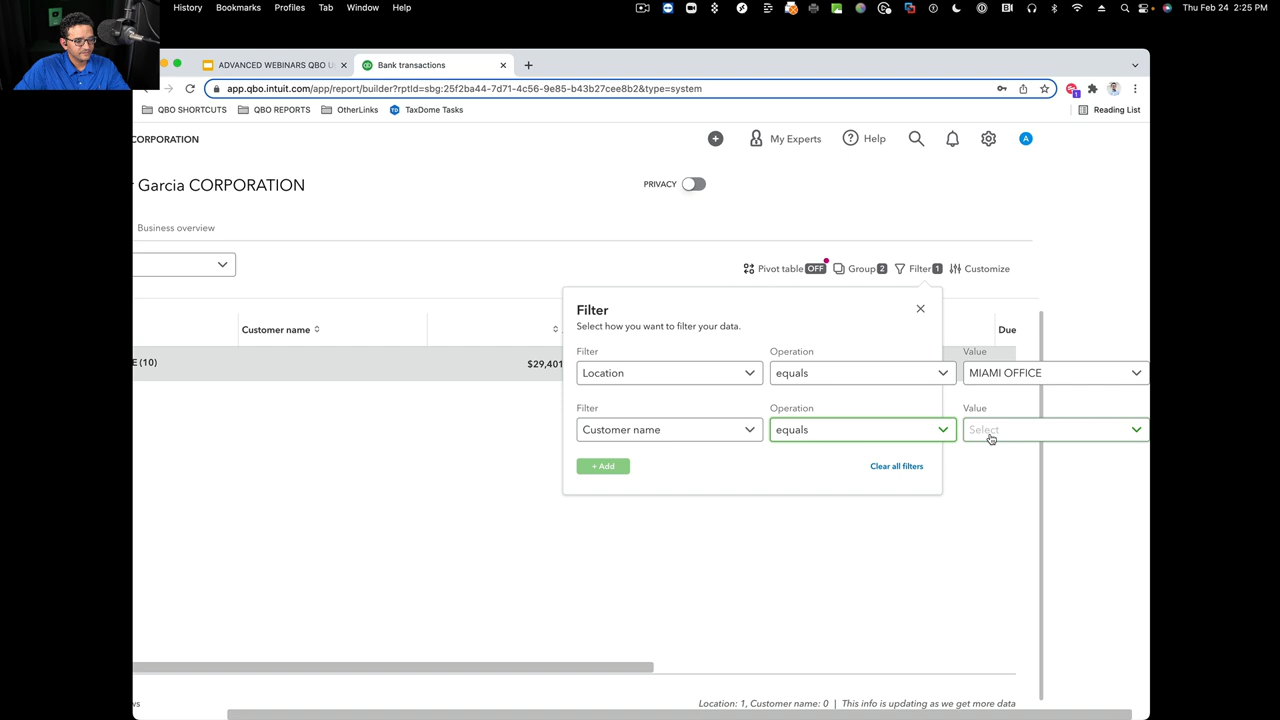 History Bookmarks Profiles Tab Window Help Thu Feb 24 2:25 PM
ADVANCED WEBINARS QBO U
Bank transactions
app.qbo.intuit.com/app/report/builder?rptId=sbg:25f2ba44-7d71-4c56-9e85-b43b27cee8b2&type=system
QBO SHORTCUTS QBO REPORTS OtherLinks TD TaxDome Tasks Reading List
CORPORATION My Experts Help A
r Garcia CORPORATION PRIVACY
Business overview
Pivot table OFF Group 2 Filter 1 Customize
Filter
Select how you want to filter your data.
Customer name Due
Filter Operation Value
E (10) $29,401
Location equals MIAMI OFFICE
Filter Operation Value
Customer name equals Select
+ Add Clear all filters
ws Location: 1, Customer name: 0 | This info is updating as we get more data